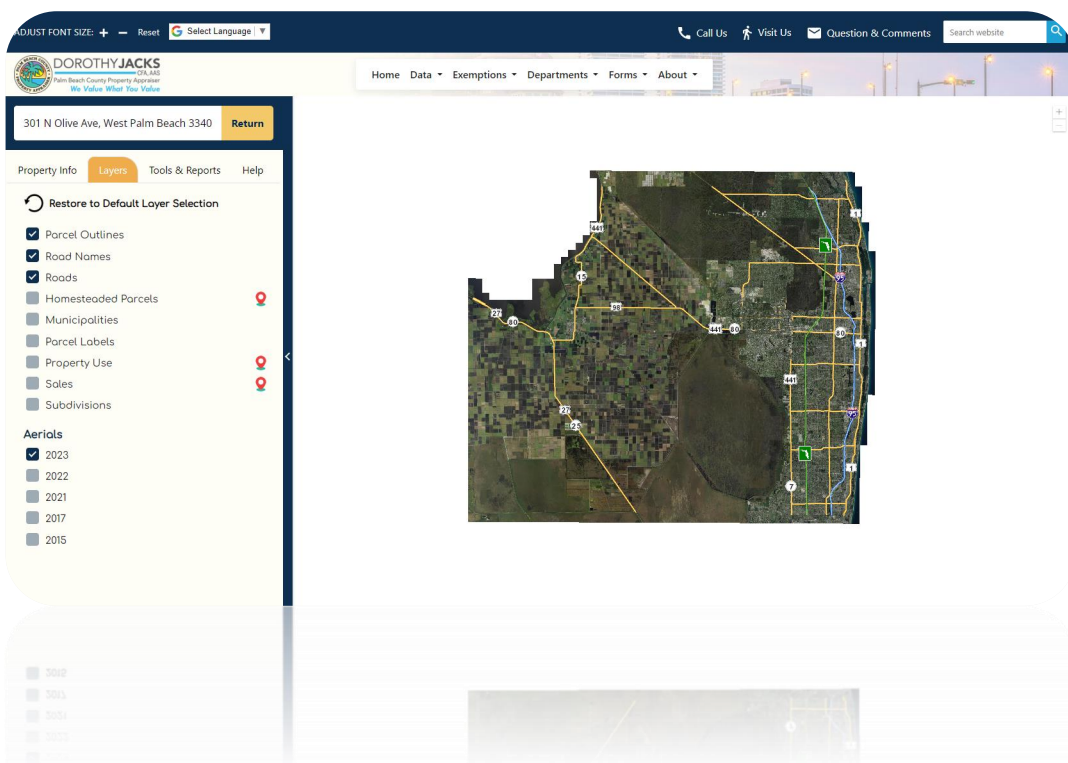 ADJUST FONT SIZE: + − Reset Select Language ▼
Call Us Visit Us Question & Comments Search website
DOROTHYJACKS
CFA, AAS
Palm Beach County Property Appraiser
We Value What You Value
Home Data Exemptions Departments Forms About
301 N Olive Ave, West Palm Beach 3340 Return
Property Info Layers Tools & Reports Help
Restore to Default Layer Selection
Parcel Outlines
Road Names
Roads
Homesteaded Parcels
Municipalities
Parcel Labels
Property Use
Sales
Subdivisions
Aerials
2023
2022
2021
2017
2015
1
441
15
95
98
27
80
441 80
80
1
441
27
25
95
1
7